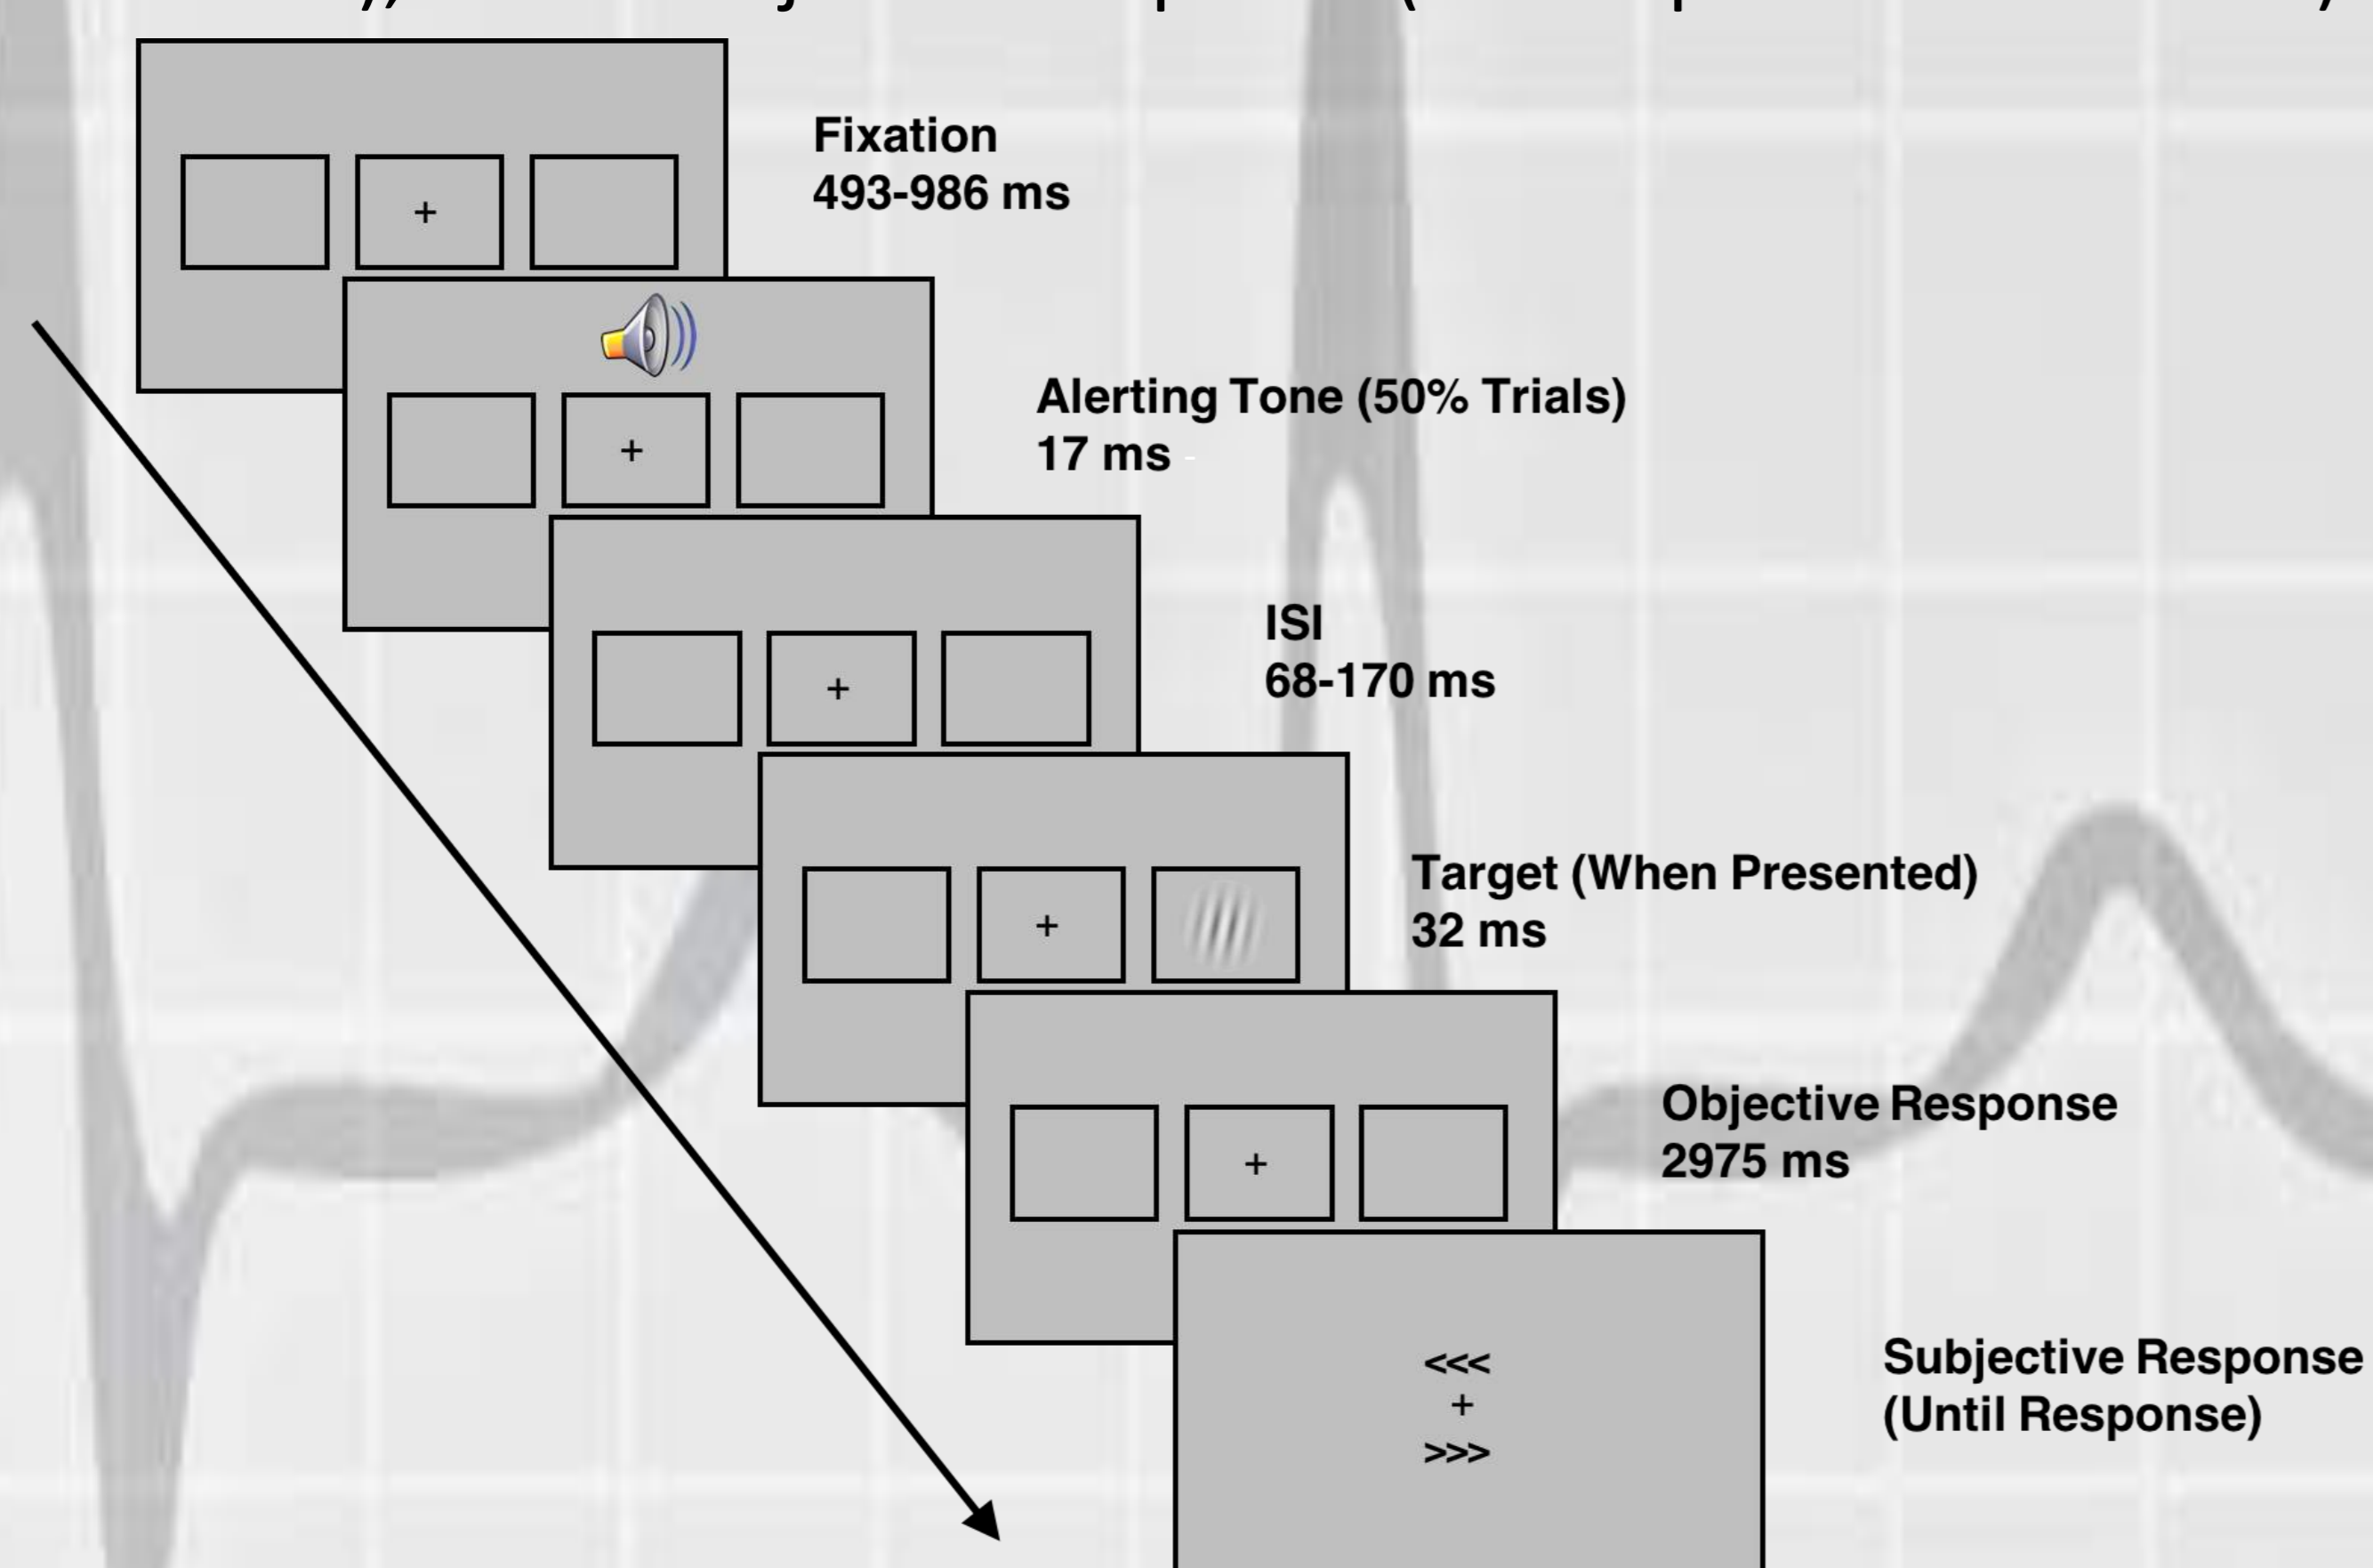 +
Fixation
493-986 ms
+
Alerting Tone (50% Trials)
17 ms
+
ISI
68-170 ms
+
Target (When Presented)
32 ms
+
Objective Response
2975 ms
<<<
+
>>>
Subjective Response
(Until Response)